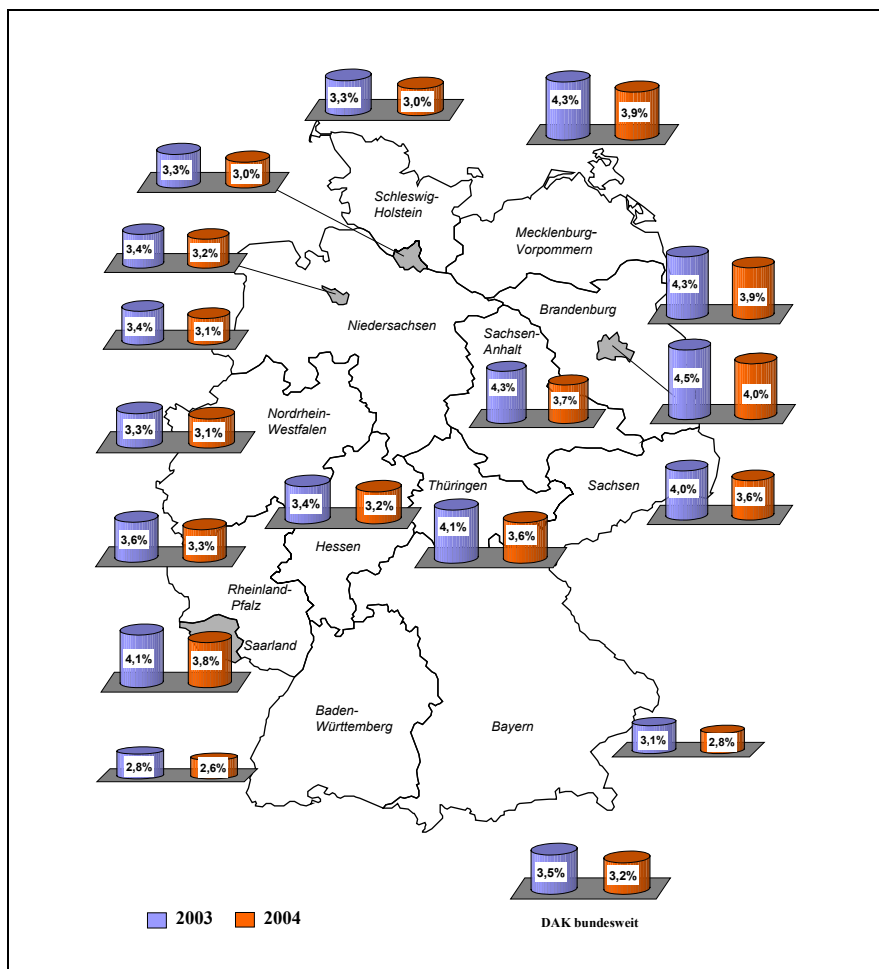 3,3%
3,0%
4,3%
3,9%
3,3%
3,0%
Schleswig-
Holstein
Mecklenburg-
Vorpommern
3,4%
3,2%
4,3%
3,9%
Brandenburg
3,4%
3,1%
Niedersachsen
Sachsen-
Anhalt
4,5%
4,0%
4,3%
3,7%
3,3%
3,1%
Nordrhein-
Westfalen
Thüringen
Sachsen
4,0%
3,6%
3,4%
3,2%
4,1%
3,6%
3,6%
3,3%
Hessen
Rheinland-
Pfalz
Saarland
4,1%
3,8%
Baden-
Württemberg
Bayern
3,1%
2,8%
2,8%
2,6%
3,5%
3,2%
2003
2004
DAK bundesweit